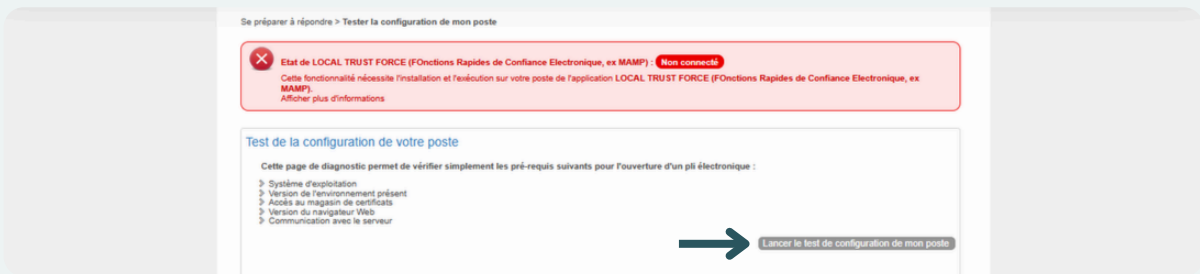 Se préparer à répondre > Tester la configuration de mon poste
Etat de LOCAL TRUST FORCE (FOnctions Rapides de Confiance Electronique, ex MAMP) : Non connecté
Cette fonctionnalité nécessite l'installation et l'exécution sur votre poste de l'application LOCAL TRUST FORCE (FOnctions Rapides de Confiance Electronique, ex
MAMP).
Afficher plus d'informations
Test de la configuration de votre poste
Cette page de diagnostic permet de vérifier simplement les pré-requis suivants pour l'ouverture d'un pli électronique :
Système d'exploitation
Version de l'environnement présent
Accès au magasin de certificats
Version du navigateur Web
Communication avec le serveur
Lancer le test de configuration de mon poste